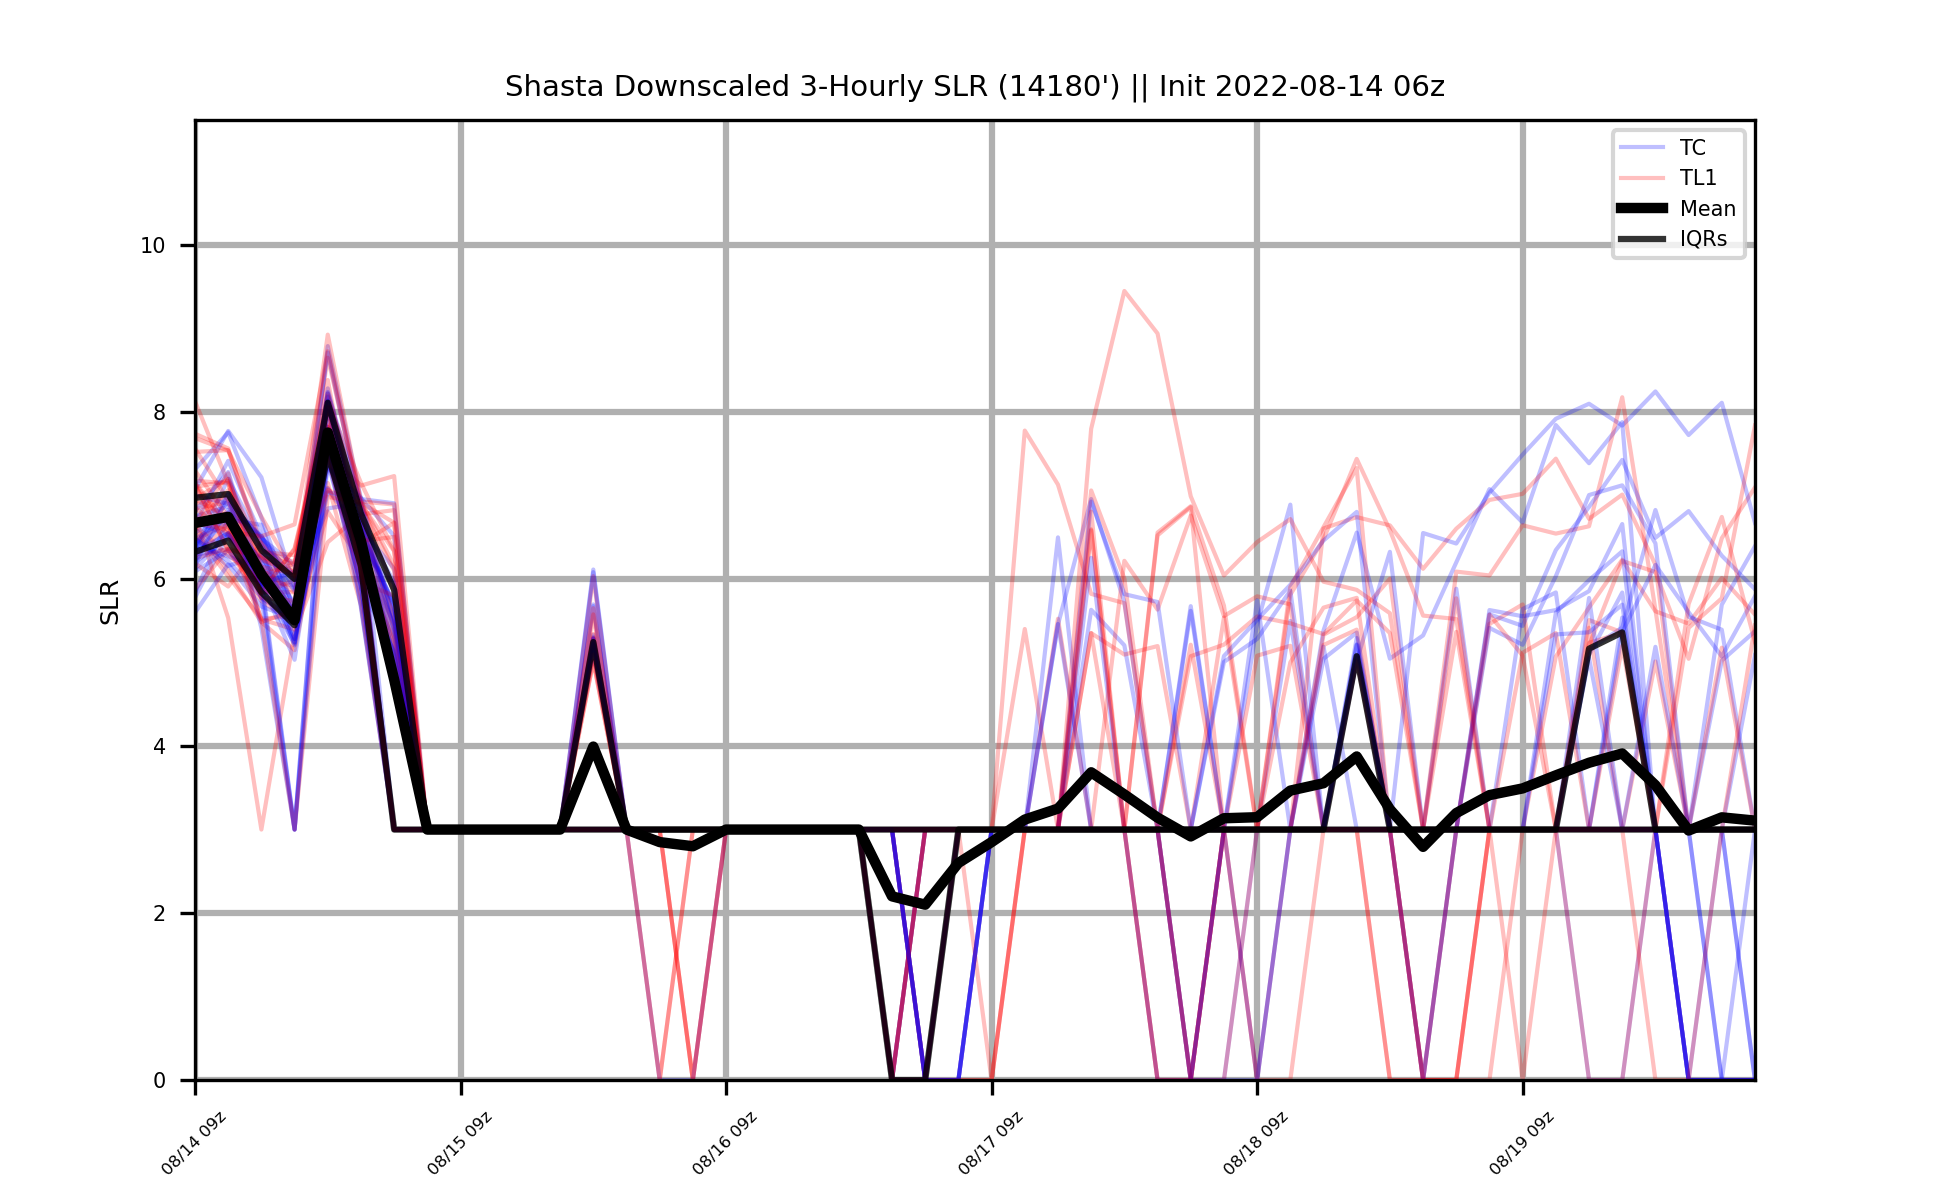 Shasta Downscaled 3-Hourly SLR (14180') || Init 2022-08-14 06z
TC
TL1
Mean
IQRs
SLR
10
8
6
4
2
0
08/14 09z
08/15 09z
08/16 09z
08/17 09z
08/18 09z
08/19 09z